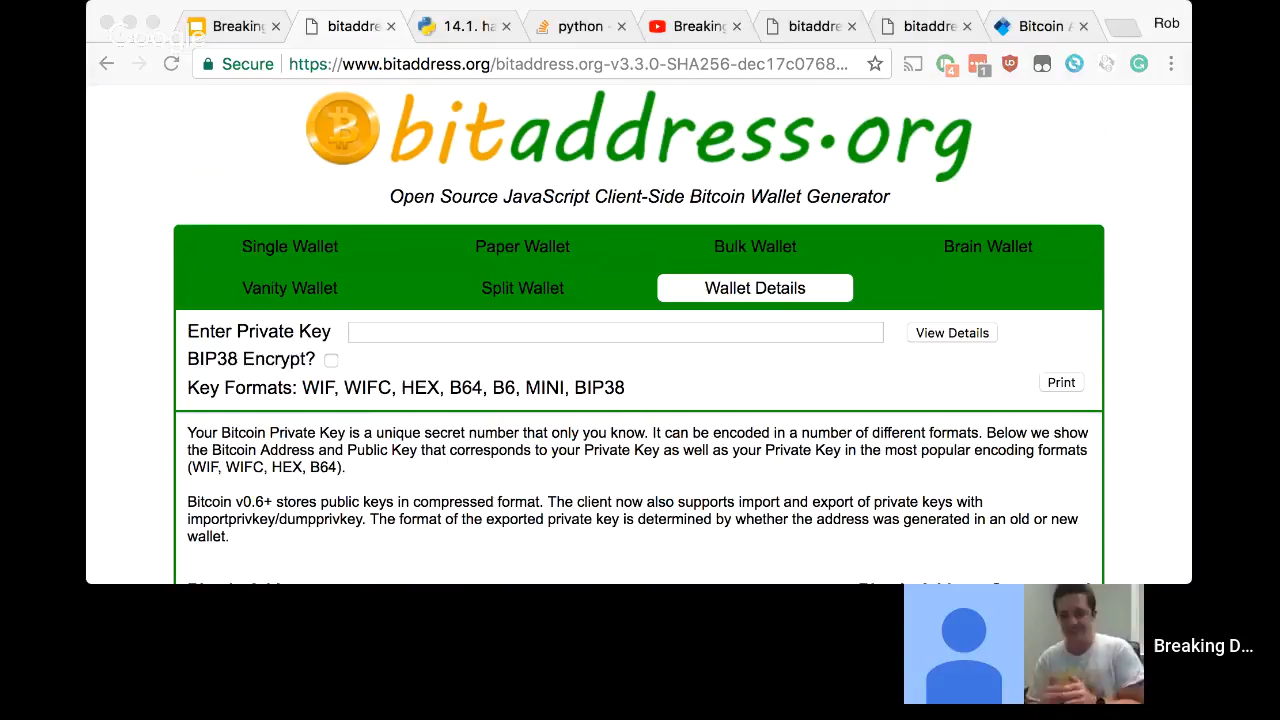 Google
Breaking
bitaddre
14.1. ha
python -
Breaking
bitaddre
bitaddre
Bitcoin A
Rob
Secure
https://www.bitaddress.org/bitaddress.org-v3.3.0-SHA256-dec17c0768...
4
1
bitaddress.org
Open Source JavaScript Client-Side Bitcoin Wallet Generator
Single Wallet Paper Wallet Bulk Wallet Brain Wallet
Vanity Wallet Split Wallet Wallet Details
Enter Private Key View Details
BIP38 Encrypt?
Key Formats: WIF, WIFC, HEX, B64, B6, MINI, BIP38
Print
Your Bitcoin Private Key is a unique secret number that only you know. It can be encoded in a number of different formats. Below we show
the Bitcoin Address and Public Key that corresponds to your Private Key as well as your Private Key in the most popular encoding formats
(WIF, WIFC, HEX, B64).
Bitcoin v0.6+ stores public keys in compressed format. The client now also supports import and export of private keys with
importprivkey/dumpprivkey. The format of the exported private key is determined by whether the address was generated in an old or new
wallet.
Breaking D...